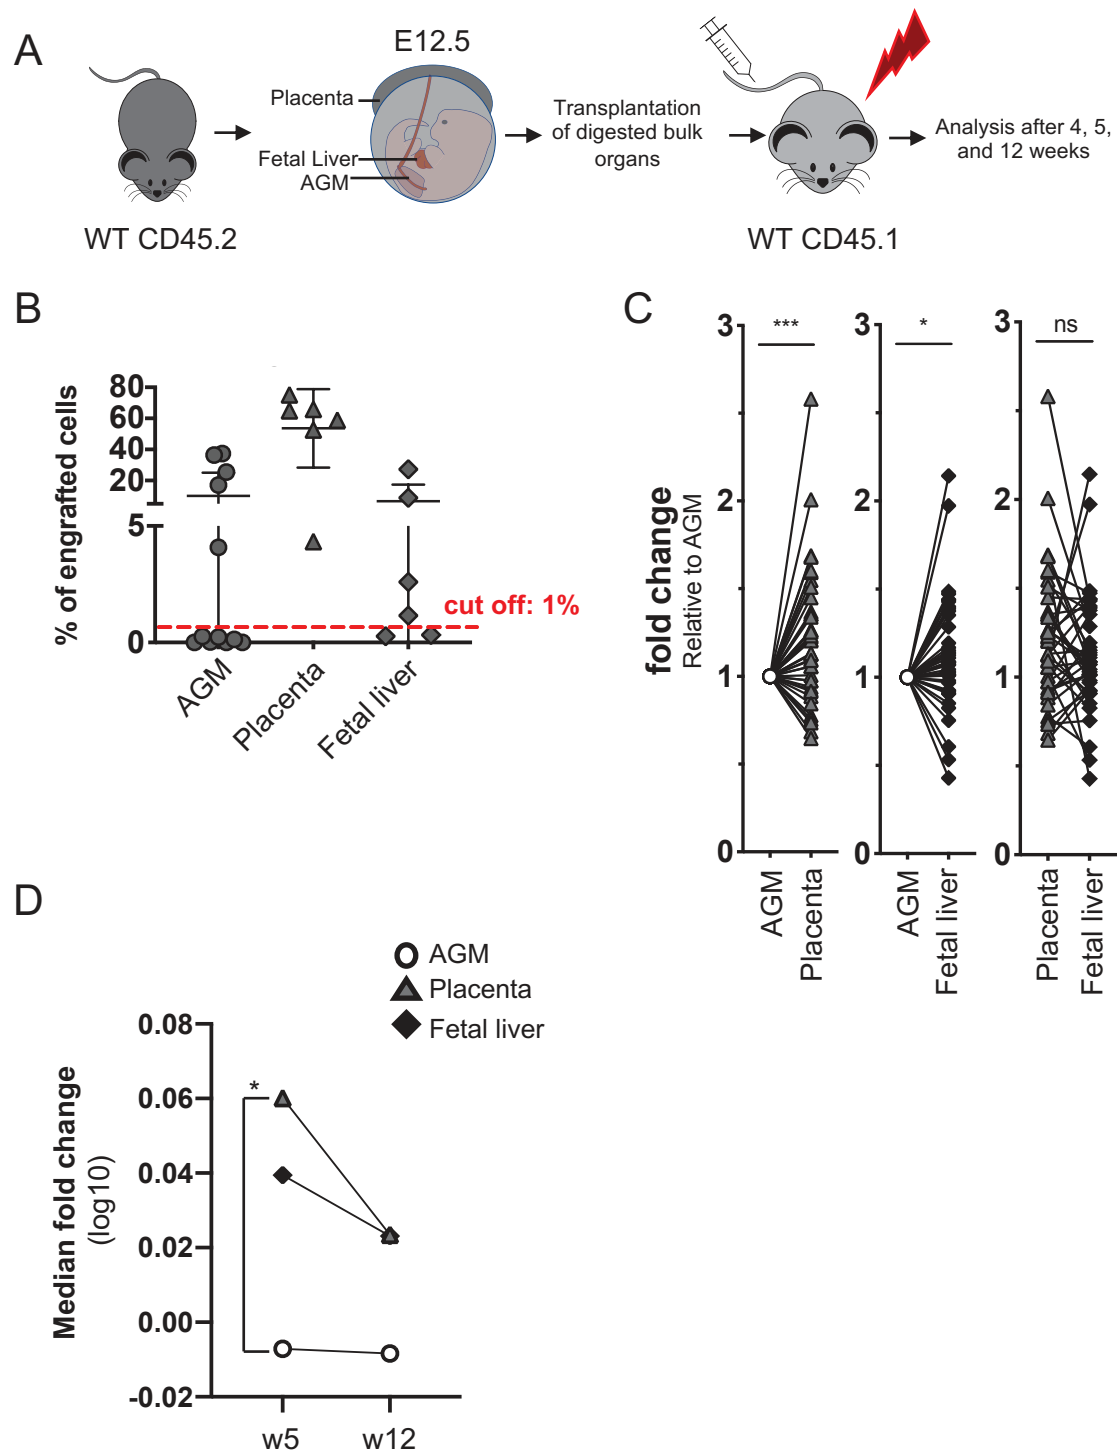 A
E12.5
Placenta
Fetal Liver
AGM
Transplantation
of digested bulk
organs
Analysis after 4, 5,
and 12 weeks
WT CD45.2
WT CD45.1
B
% of engrafted cells
80
60
40
20
5
0
cut off: 1%
AGM
Placenta
Fetal liver
C
fold change
Relative to AGM
3
2
1
0
***
AGM
Placenta
3
2
1
0
*
AGM
Fetal liver
3
2
1
0
ns
Placenta
Fetal liver
D
AGM
Placenta
Fetal liver
Median fold change
(log10)
0.08
0.06
0.04
0.02
0.00
-0.02
*
w5
w12